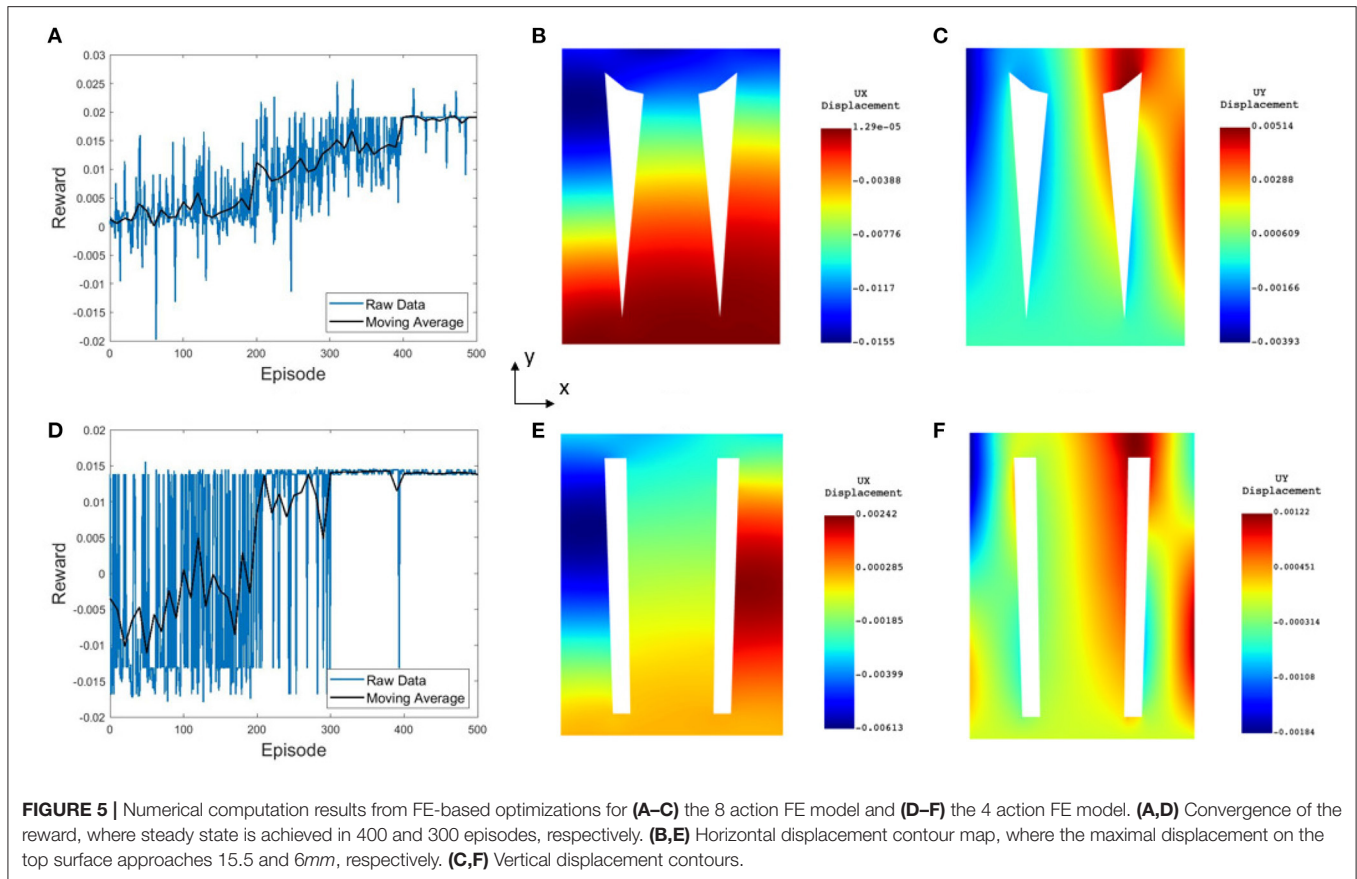 A
0.03
0.025
0.02
0.015
0.01
0.005
0
-0.005
-0.01
-0.015
-0.02
0
100
200
300
400
500
Reward
Episode
Raw Data
Moving Average
B
UX
Displacement
1.29e-05
-0.00388
-0.00776
-0.0117
-0.0155
C
UY
Displacement
0.00514
0.00288
0.000609
-0.00166
-0.00393
y
x
D
0.02
0.015
0.01
0.005
0
-0.005
-0.01
-0.015
-0.02
0
100
200
300
400
500
Reward
Episode
Raw Data
Moving Average
E
UX
Displacement
0.00242
0.000285
-0.00185
-0.00399
-0.00613
F
UY
Displacement
0.00122
0.000451
-0.000314
-0.00108
-0.00184
FIGURE 5 | Numerical computation results from FE-based optimizations for (A–C) the 8 action FE model and (D–F) the 4 action FE model. (A,D) Convergence of the
reward, where steady state is achieved in 400 and 300 episodes, respectively. (B,E) Horizontal displacement contour map, where the maximal displacement on the
top surface approaches 15.5 and 6mm, respectively. (C,F) Vertical displacement contours.